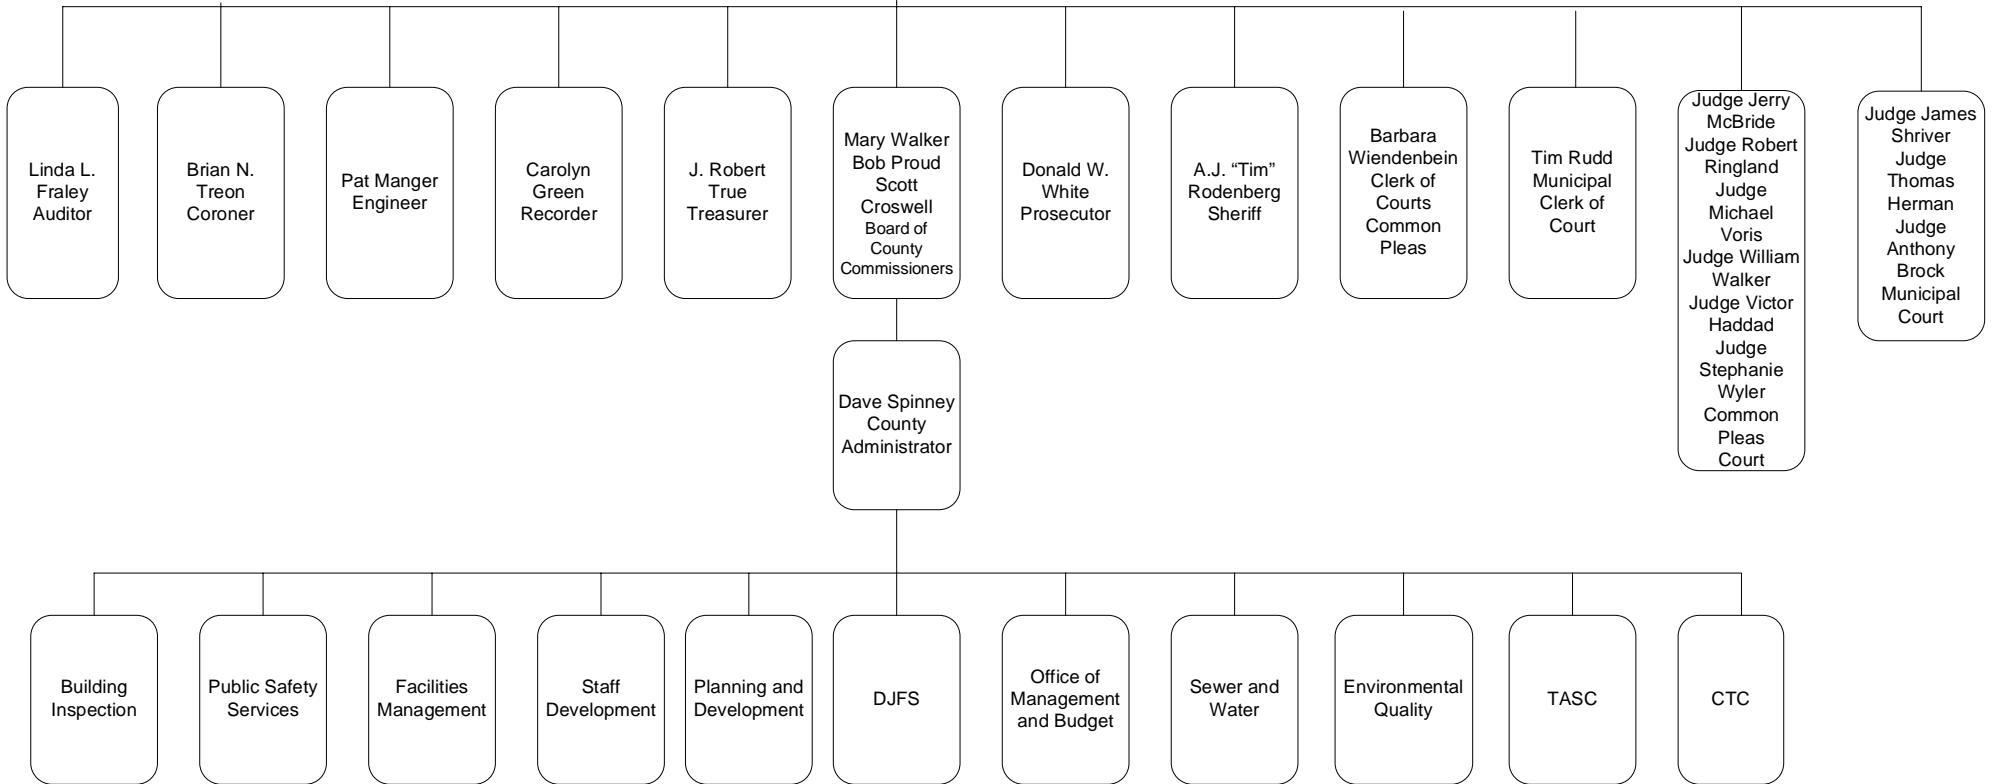 Linda L.
Fraley
Auditor
Brian N.
Treon
Coroner
Pat Manger
Engineer
Carolyn
Green
Recorder
J. Robert
True
Treasurer
Mary Walker
Bob Proud
Scott
Croswell
Board of
County
Commissioners
Donald W.
White
Prosecutor
A.J. “Tim”
Rodenberg
Sheriff
Barbara
Wiendenbein
Clerk of
Courts
Common
Pleas
Tim Rudd
Municipal
Clerk of
Court
Judge Jerry
McBride
Judge Robert
Ringland
Judge
Michael
Voris
Judge William
Walker
Judge Victor
Haddad
Judge
Stephanie
Wyler
Common
Pleas
Court
Judge James
Shriver
Judge
Thomas
Herman
Judge
Anthony
Brock
Municipal
Court
Dave Spinney
County
Administrator
Building
Inspection
Public Safety
Services
Facilities
Management
Staff
Development
Planning and
Development
DJFS
Office of
Management
and Budget
Sewer and
Water
Environmental
Quality
TASC
CTC